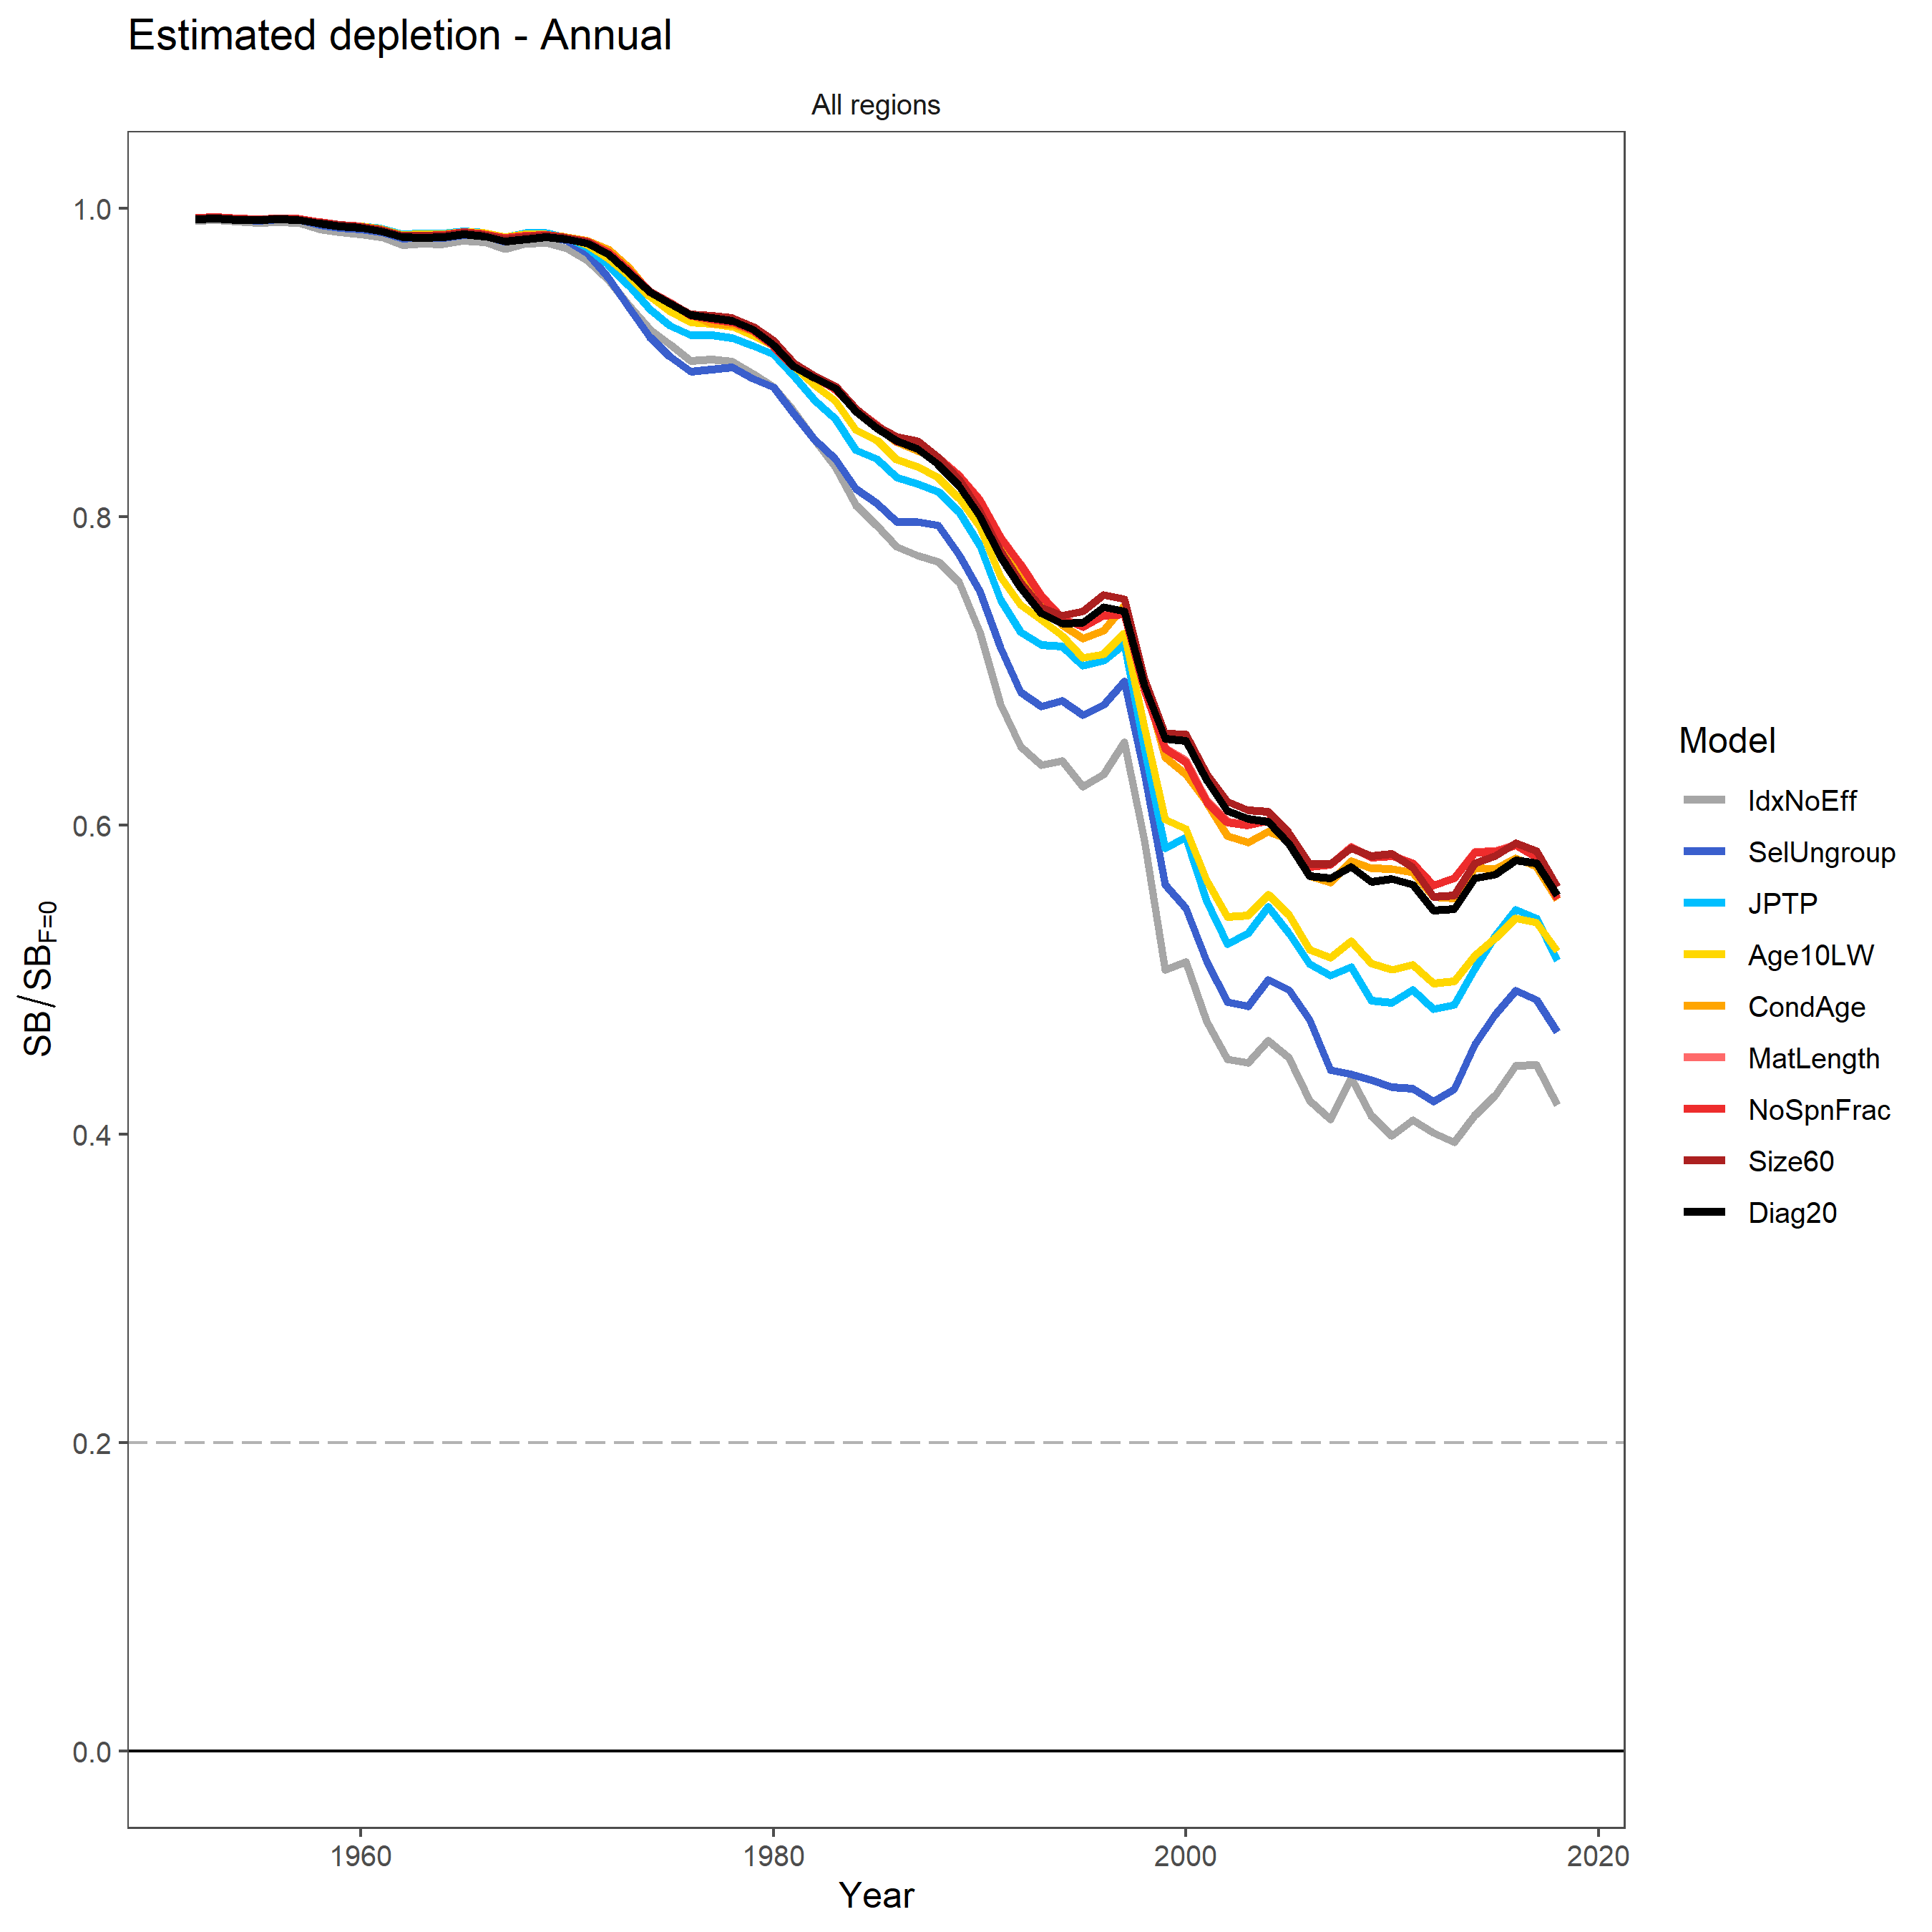 Estimated depletion - Annual
All regions
SB/SB F=0
1.0
0.8
0.6
0.4
0.2
0.0
1960 1980 2000 2020
Year
Model
IdxNoEff
SelUngroup
JPTP
Age10LW
CondAge
MatLength
NoSpnFrac
Size60
Diag20